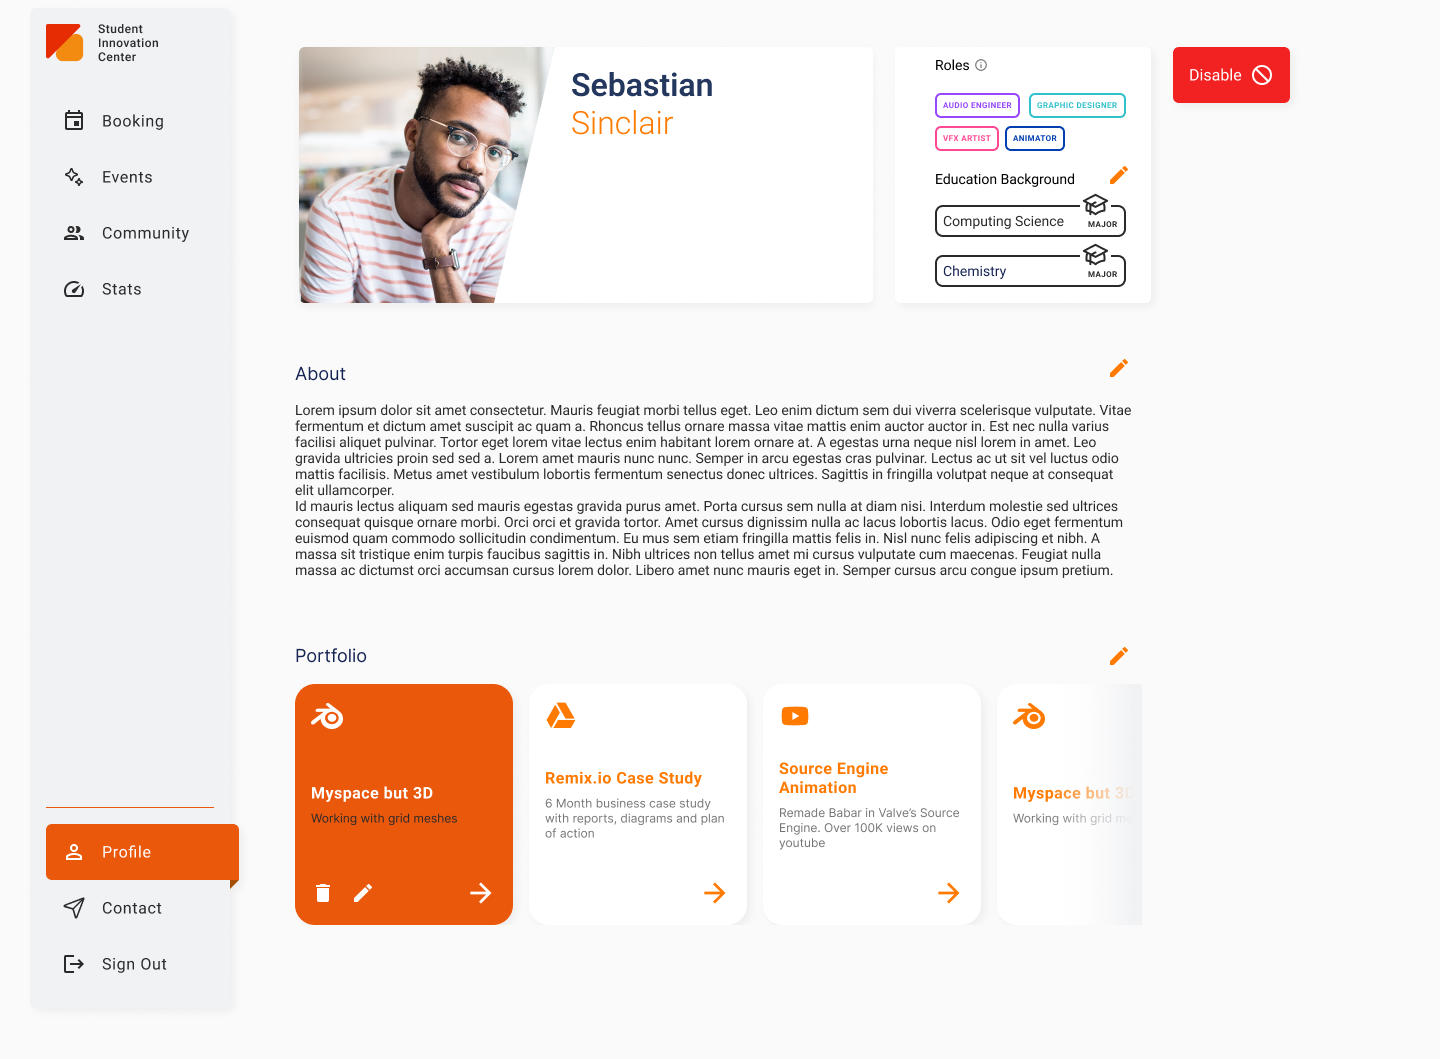 Student
Innovation
Center
Booking
Events
Community
Stats
Profile
Contact
Sign Out
Sebastian
Sinclair
Roles
AUDIO ENGINEER
GRAPHIC DESIGNER
VFX ARTIST
ANIMATOR
Education Background
Computing Science
MAJOR
Chemistry
MAJOR
Disable
About
Lorem ipsum dolor sit amet consectetur. Mauris feugiat morbi tellus eget. Leo enim dictum sem dui viverra scelerisque vulputate. Vitae
fermentum et dictum amet suscipit ac quam a. Rhoncus tellus ornare massa vitae mattis enim auctor auctor in. Est nec nulla varius
facilisi aliquet pulvinar. Tortor eget lorem vitae lectus enim habitant lorem ornare at. A egestas urna neque nisl lorem in amet. Leo
gravida ultricies proin sed sed a. Lorem amet mauris nunc nunc. Semper in arcu egestas cras pulvinar. Lectus ac ut sit vel luctus odio
mattis facilisis. Metus amet vestibulum lobortis fermentum senectus donec ultrices. Sagittis in fringilla volutpat neque at consequat
elit ullamcorper.
Id mauris lectus aliquam sed mauris egestas gravida purus amet. Porta cursus sem nulla at diam nisi. Interdum molestie sed ultrices
consequat quisque ornare morbi. Orci orci et gravida tortor. Amet cursus dignissim nulla ac lacus lobortis lacus. Odio eget fermentum
euismod quam commodo sollicitudin condimentum. Eu mus sem etiam fringilla mattis felis in. Nisl nunc felis adipiscing et nibh. A
massa sit tristique enim turpis faucibus sagittis in. Nibh ultrices non tellus amet mi cursus vulputate cum maecenas. Feugiat nulla
massa ac dictumst orci accumsan cursus lorem dolor. Libero amet nunc mauris eget in. Semper cursus arcu congue ipsum pretium.
Portfolio
Myspace but 3D
Working with grid meshes
Remix.io Case Study
6 Month business case study
with reports, diagrams and plan
of action
Source Engine
Animation
Remade Babar in Valve's Source
Engine. Over 100K views on
youtube
Myspace but 3D
Working with grid me